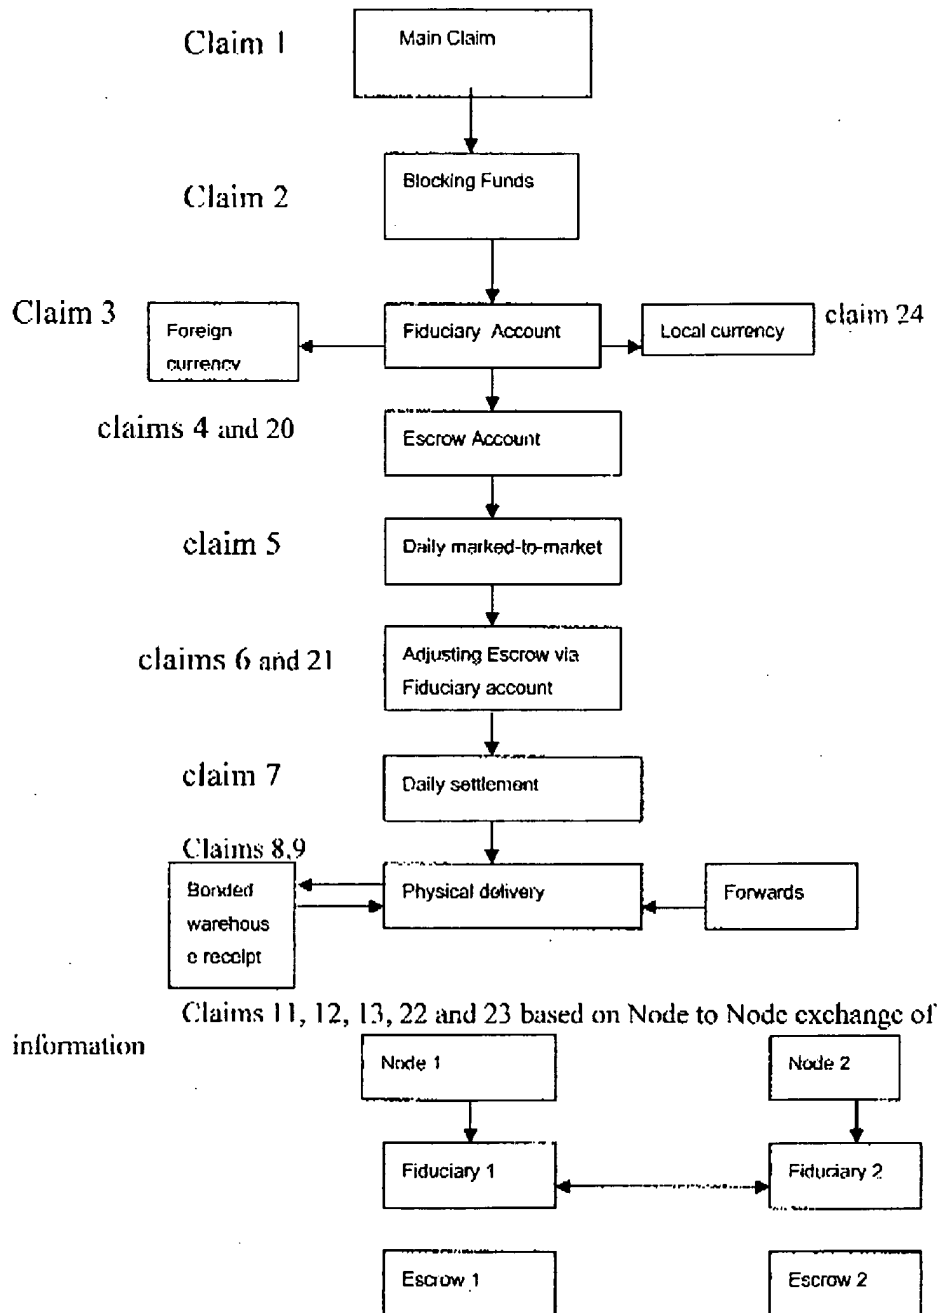 Claim 1
Main Claim
Claim 2
Blocking Funds
Claim 3
Foreign
currency
Fiduciary Account
Local currency
claim 24
claims 4 and 20
Escrow Account
claim 5
Daily marked-to-market
claims 6 and 21
Adjusting Escrow via
Fiduciary account
claim 7
Daily settlement
Claims 8,9
Bonded
warehous
e receipt
Physical delivery
Forwards
Claims 11, 12, 13, 22 and 23 based on Node to Node exchange of
information
Node 1
Node 2
Fiduciary 1
Fiduciary 2
Escrow 1
Escrow 2